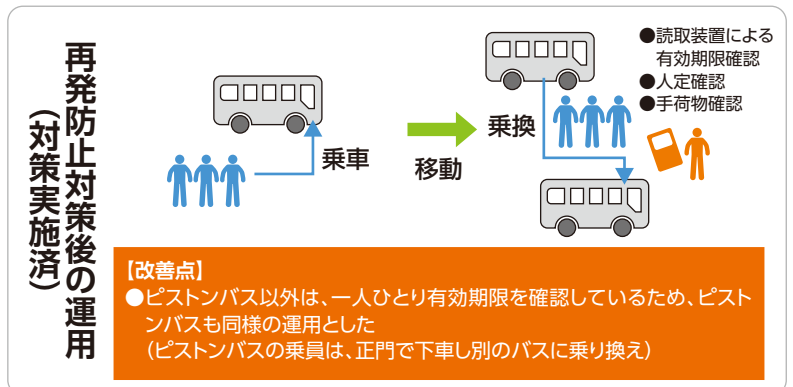 再発防止対策後の運用
（対策実施済）
乗車
移動
乗換
●読取装置による
有効期限確認
●人定確認
●手荷物確認
【改善点】
●ピストンバス以外は、一人ひとり有効期限を確認しているため、ピスト
ンバスも同様の運用とした
（ピストンバスの乗員は、正門で下車し別のバスに乗り換え）